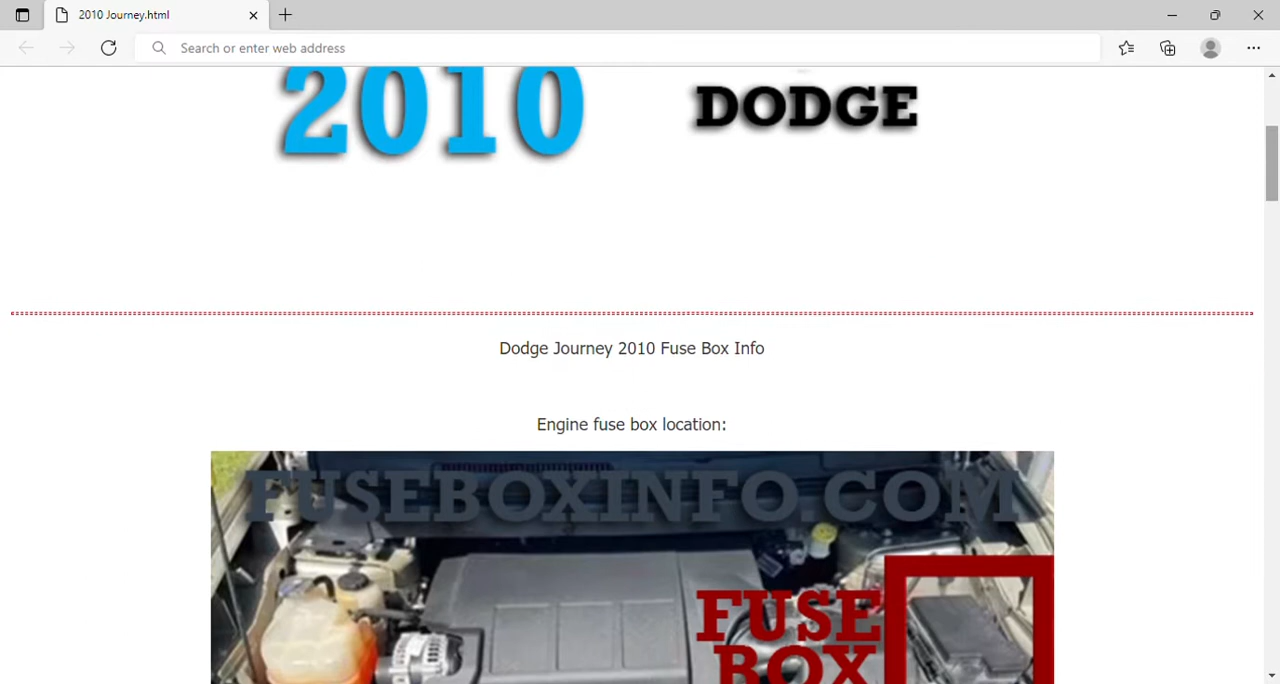 2010 Journey.html
Search or enter web address
2010
DODGE
Dodge Journey 2010 Fuse Box Info
Engine fuse box location:
FUSEBOXINFO.COM
FUSE
BOX